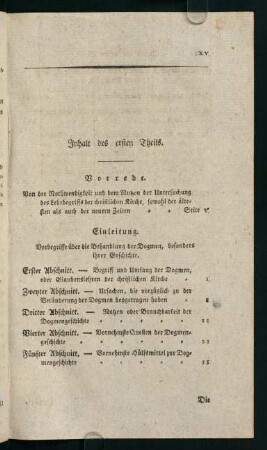 XV
Inhalt des ersten Theils.
Vorrede.
Von der Nothwendigkeit und dem Nutzen der Untersuchung
des Lehrbegriffs der christlichen Kirche, sowohl der älte-
sten als auch der neuern Zeiten = = Seite V.
Einleitung.
Vorbegriffe über die Behandlung der Dogmen, besonders
ihrer Geschichte.
Erster Abschnitt. — Begriff und Umfang der Dogmen,
oder Glaubenslehren der christlichen Kirche = 1
Zweyter Abschnitt. — Ursachen, die vorzüglich zu der
Veränderung der Dogmen beygetragen haben = 8
Dritter Abschnitt. — Nutzen oder Brauchbarkeit der
Dogmengeschichte = = = =
Vierter Abschnitt. — Vornehmste Quellen der Dogmen-
geschichte = = = = =
Fünfter Abschnitt. — Vornehmste Hülfsmittel zur Dog-
mengeschichte = = = =
Die